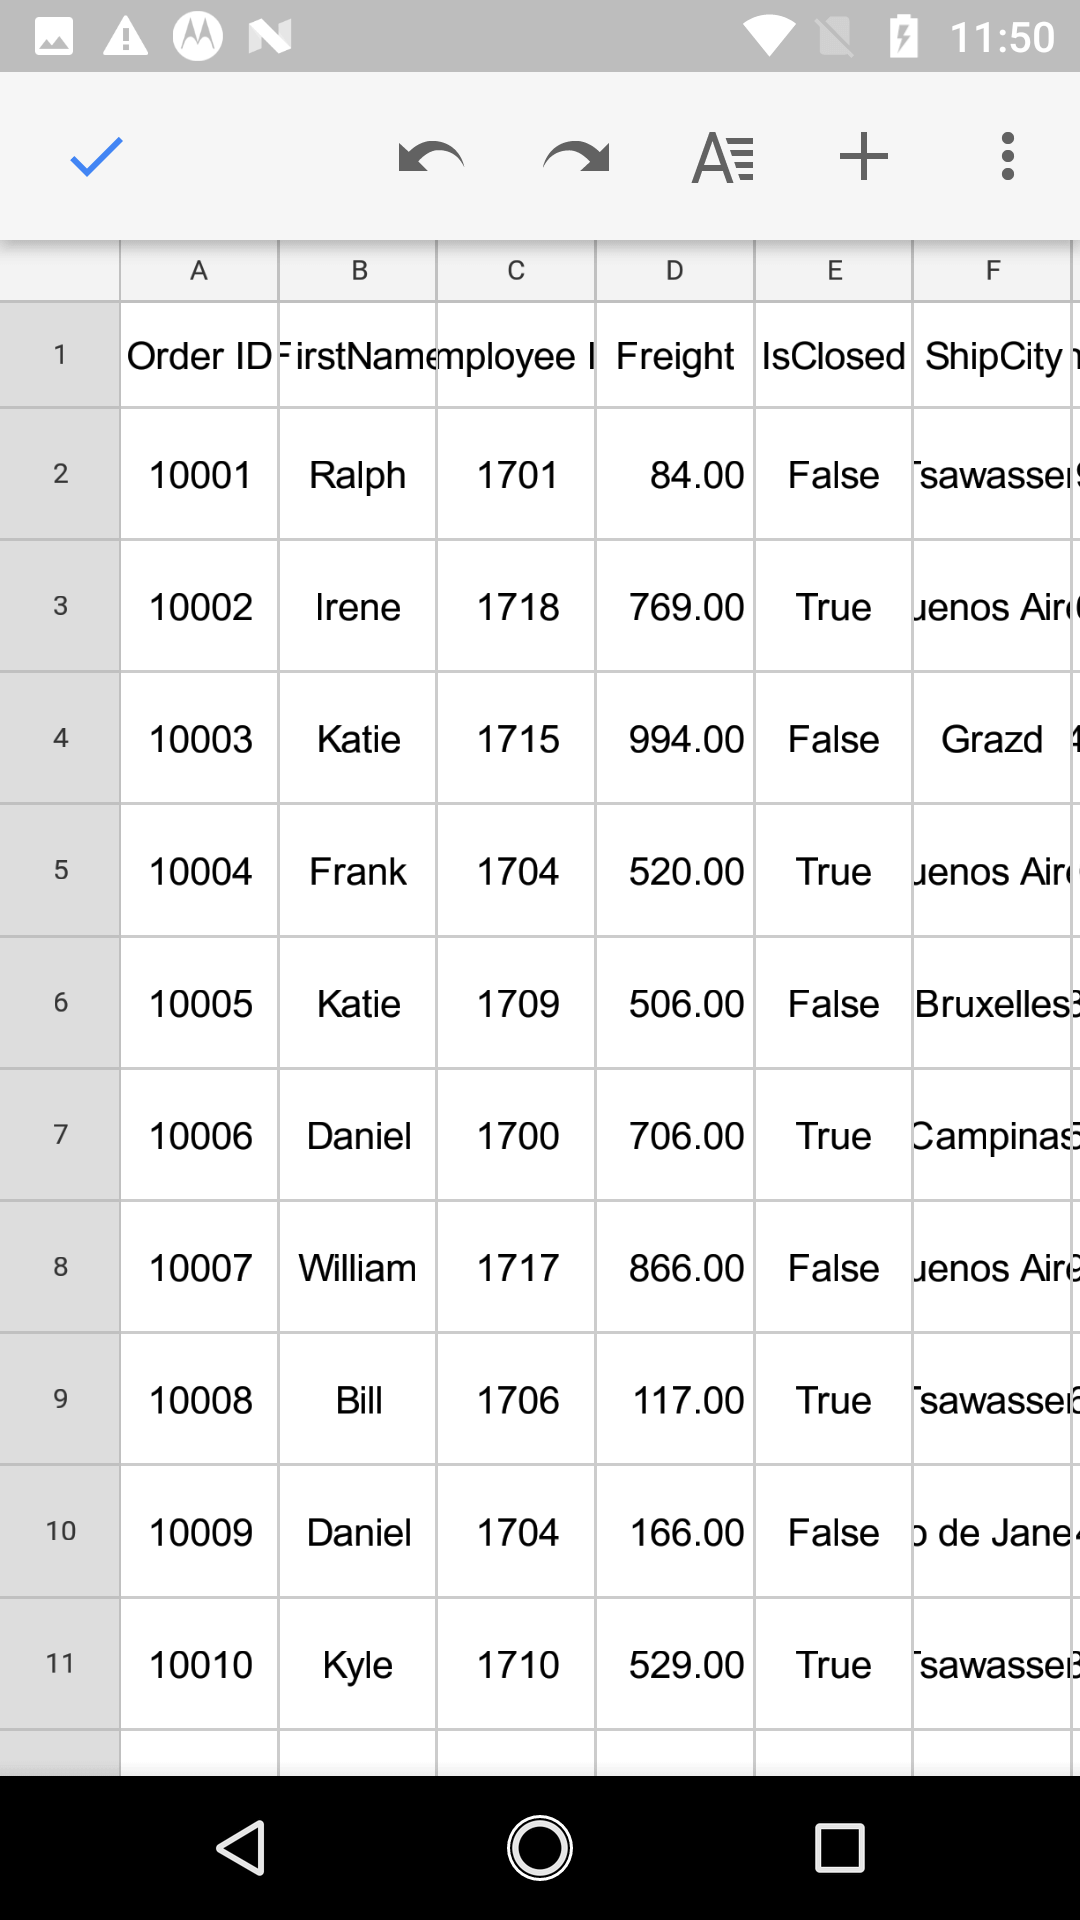 11:50
A B C D E F
1 Order ID FirstName mployee I Freight IsClosed ShipCity
2 10001 Ralph 1701 84.00 False Tsawasse
3 10002 Irene 1718 769.00 True uenos Air
4 10003 Katie 1715 994.00 False Grazd
5 10004 Frank 1704 520.00 True uenos Air
6 10005 Katie 1709 506.00 False Bruxelles
7 10006 Daniel 1700 706.00 True Campinas
8 10007 William 1717 866.00 False uenos Air
9 10008 Bill 1706 117.00 True Tsawasse
10 10009 Daniel 1704 166.00 False o de Jane
11 10010 Kyle 1710 529.00 True Tsawasse